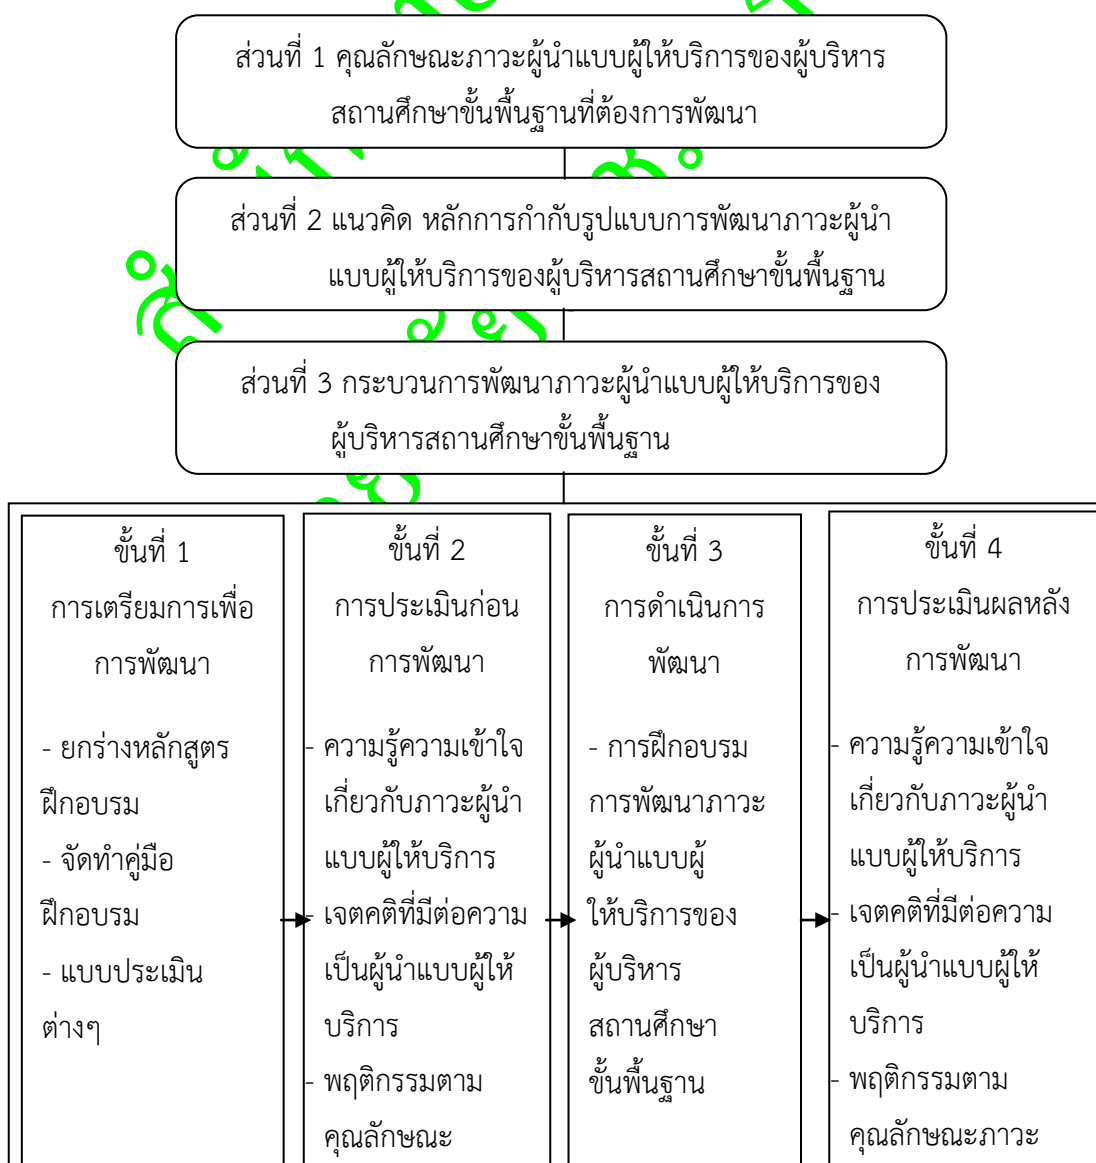 ส่วนที่ 1 คุณลักษณะภาวะผู้นำแบบผู้ให้บริการของผู้บริหาร
สถานศึกษาขั้นพื้นฐานที่ต้องการพัฒนา
ส่วนที่ 2 แนวคิด หลักการกำกับรูปแบบการพัฒนาภาวะผู้นำ
แบบผู้ให้บริการของผู้บริหารสถานศึกษาขั้นพื้นฐาน
ส่วนที่ 3 กระบวนการพัฒนาภาวะผู้นำแบบผู้ให้บริการของ
ผู้บริหารสถานศึกษาขั้นพื้นฐาน
ขั้นที่ 1
การเตรียมการเพื่อ
การพัฒนา
- ยกร่างหลักสูตร
ฝึกอบรม
- จัดทำคู่มือ
ฝึกอบรม
- แบบประเมิน
ต่างๆ
ขั้นที่ 2
การประเมินก่อน
การพัฒนา
- ความรู้ความเข้าใจ
เกี่ยวกับภาวะผู้นำ
แบบผู้ให้บริการ
- เจตคติที่มีต่อความ
เป็นผู้นำแบบผู้ให้
บริการ
- พฤติกรรมตาม
คุณลักษณะ
ขั้นที่ 3
การดำเนินการ
พัฒนา
- การฝึกอบรม
การพัฒนาภาวะ
ผู้นำแบบผู้
ให้บริการของ
ผู้บริหาร
สถานศึกษา
ขั้นพื้นฐาน
ขั้นที่ 4
การประเมินผลหลัง
การพัฒนา
- ความรู้ความเข้าใจ
เกี่ยวกับภาวะผู้นำ
แบบผู้ให้บริการ
- เจตคติที่มีต่อความ
เป็นผู้นำแบบผู้ให้
บริการ
- พฤติกรรมตาม
คุณลักษณะภาวะ